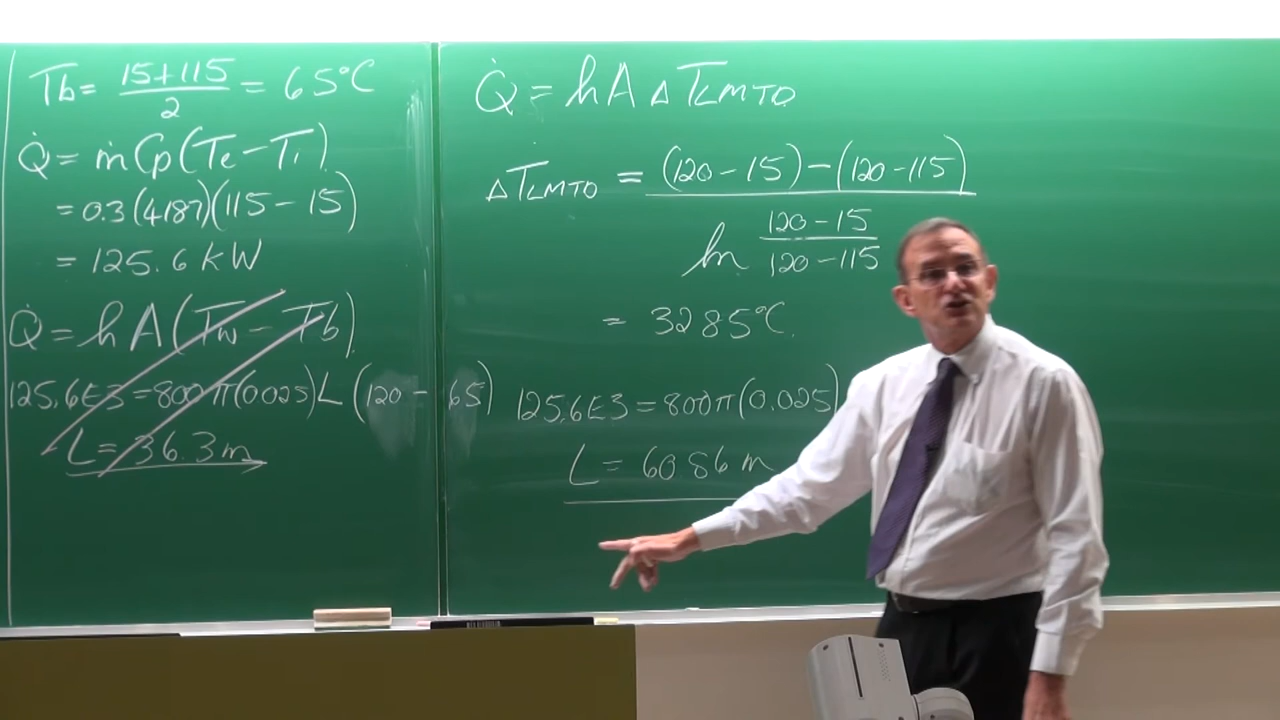 Tb = (15+115)/2 = 65°C
Q̇ = ṁCp(Te - Ti)
= 0.3(4187)(115 - 15)
= 125.6 kW
Q̇ = hA(Tw - Tb)
125.6E3 = 800π(0.025)L(120 - 65)
L = 36.3 m
Q̇ = hA ΔTLMTD
ΔTLMTD = ((120-15)-(120-115))/(ln (120-15)/(120-115))
= 32.85°C
125.6E3 = 800π(0.025)
L = 60.86 m